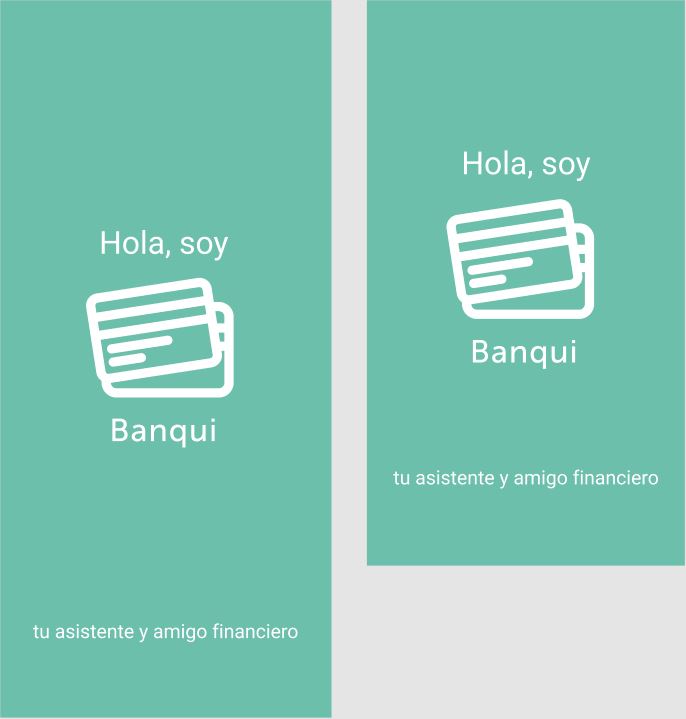 Hola, soy
Banqui
tu asistente y amigo financiero
Hola, soy
Banqui
tu asistente y amigo financiero